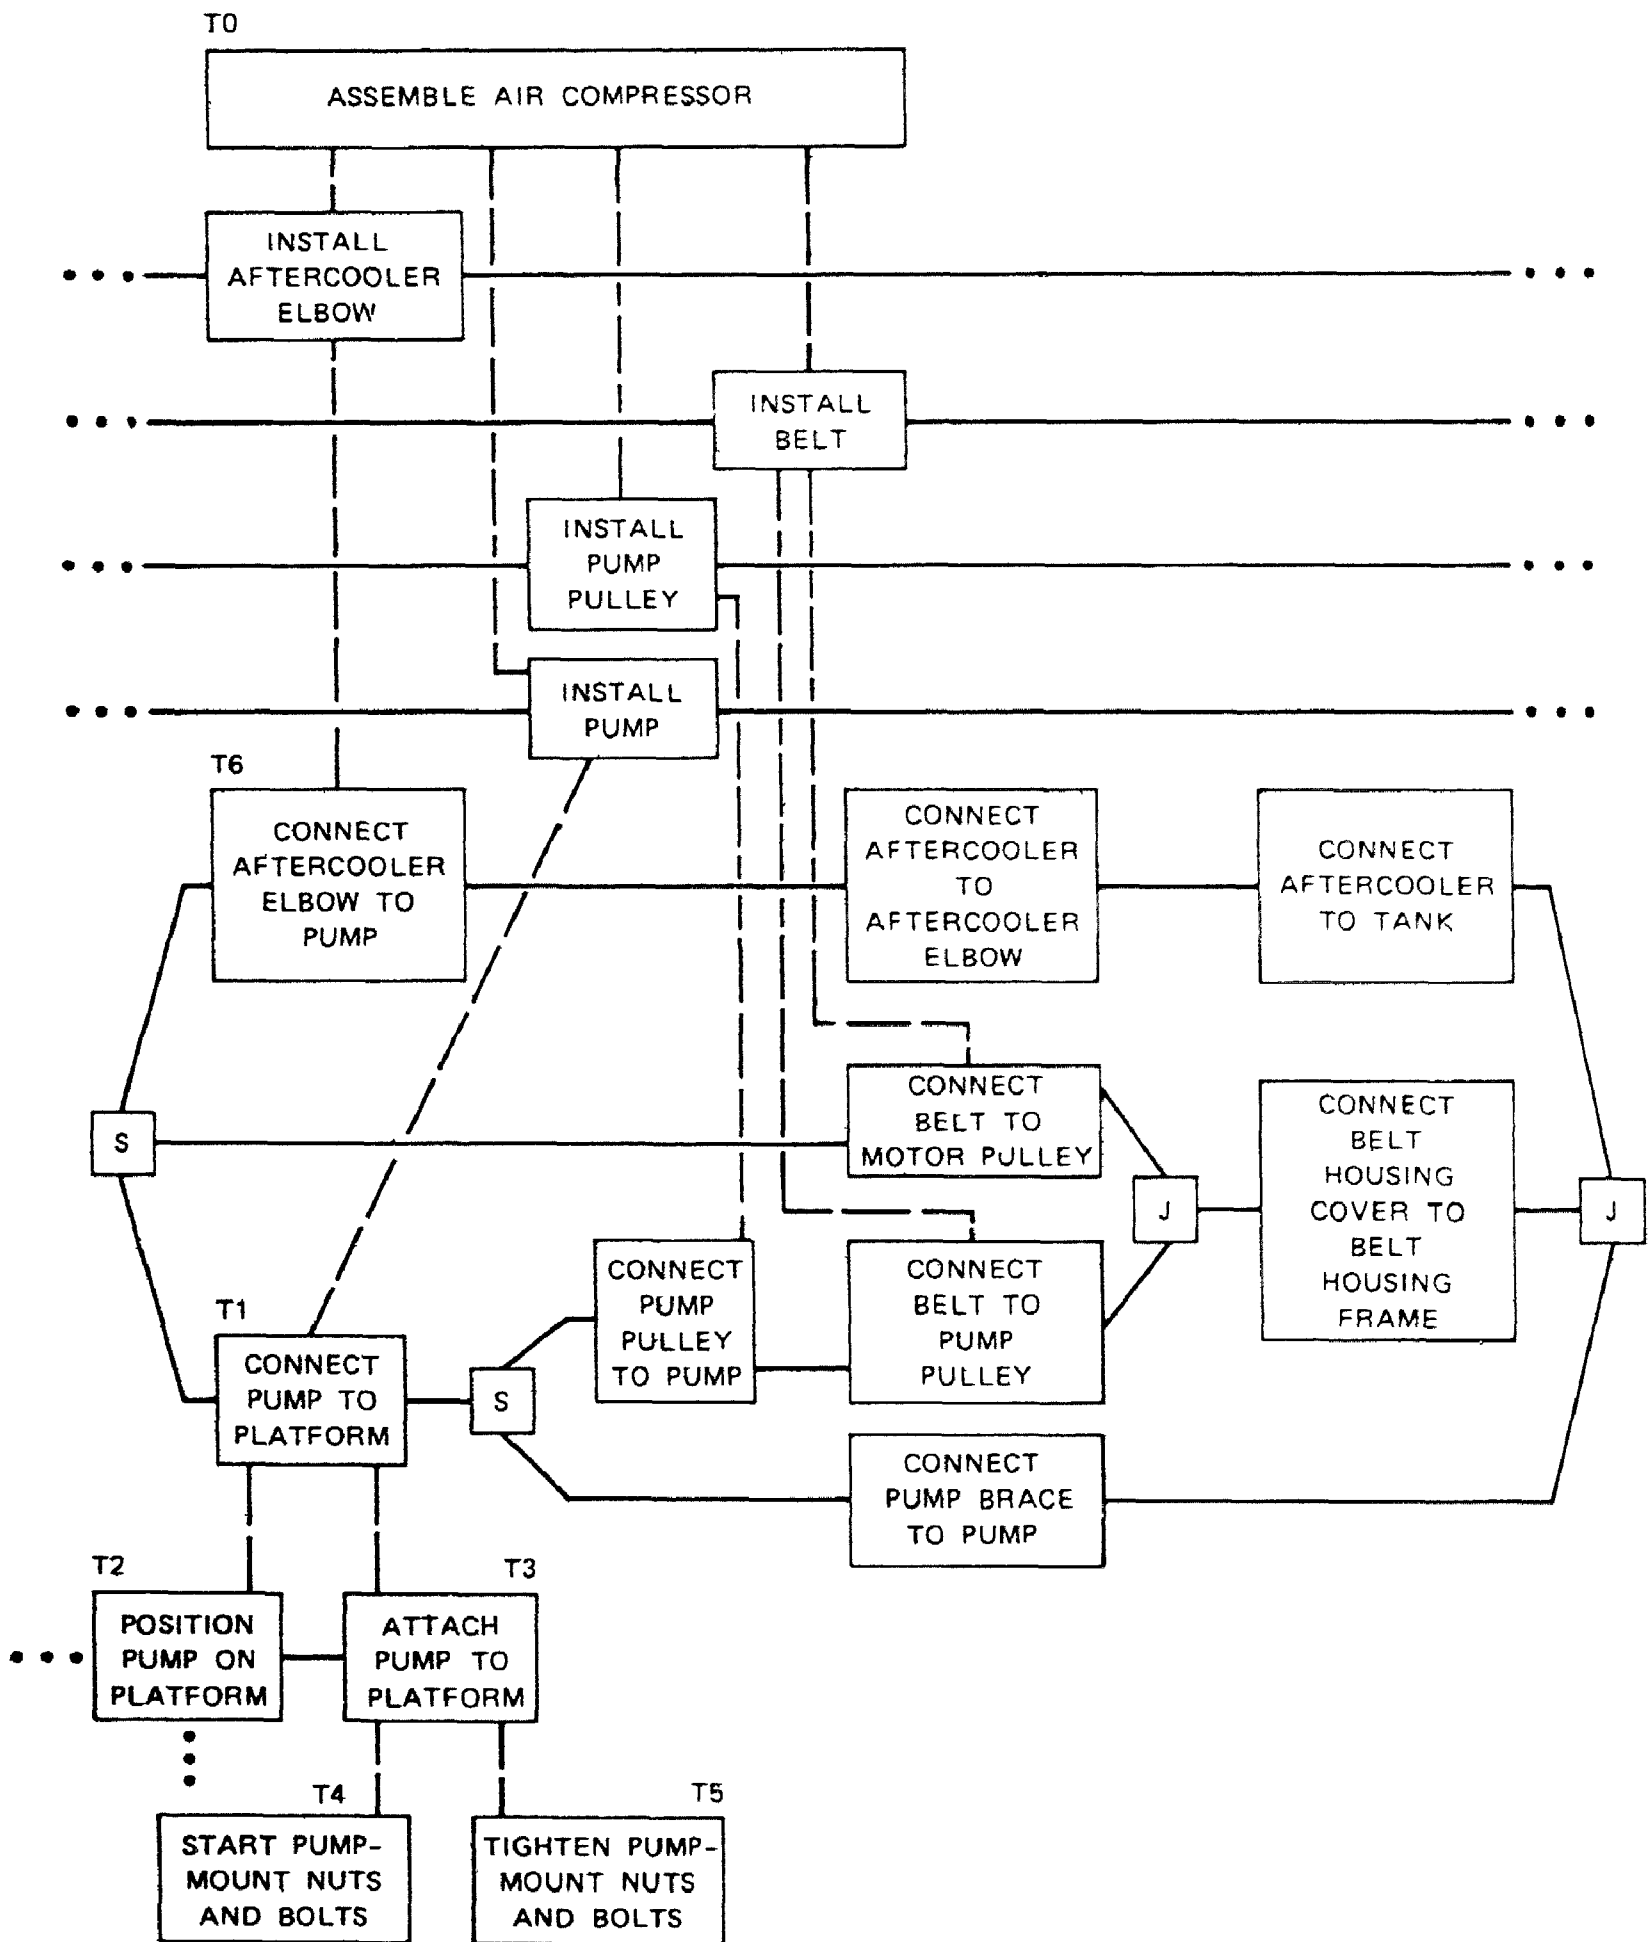 T0
ASSEMBLE AIR COMPRESSOR
INSTALL
AFTERCOOLER
ELBOW
INSTALL
BELT
INSTALL
PUMP
PULLEY
INSTALL
PUMP
T6
CONNECT
AFTERCOOLER
ELBOW TO
PUMP
CONNECT
AFTERCOOLER
TO
AFTERCOOLER
ELBOW
CONNECT
AFTERCOOLER
TO TANK
S
CONNECT
BELT TO
MOTOR PULLEY
J
CONNECT
BELT
HOUSING
COVER TO
BELT
HOUSING
FRAME
J
T1
CONNECT
PUMP TO
PLATFORM
S
CONNECT
PUMP
PULLEY
TO PUMP
CONNECT
BELT TO
PUMP
PULLEY
CONNECT
PUMP BRACE
TO PUMP
T2
POSITION
PUMP ON
PLATFORM
T3
ATTACH
PUMP TO
PLATFORM
T4
START PUMP-
MOUNT NUTS
AND BOLTS
T5
TIGHTEN PUMP-
MOUNT NUTS
AND BOLTS